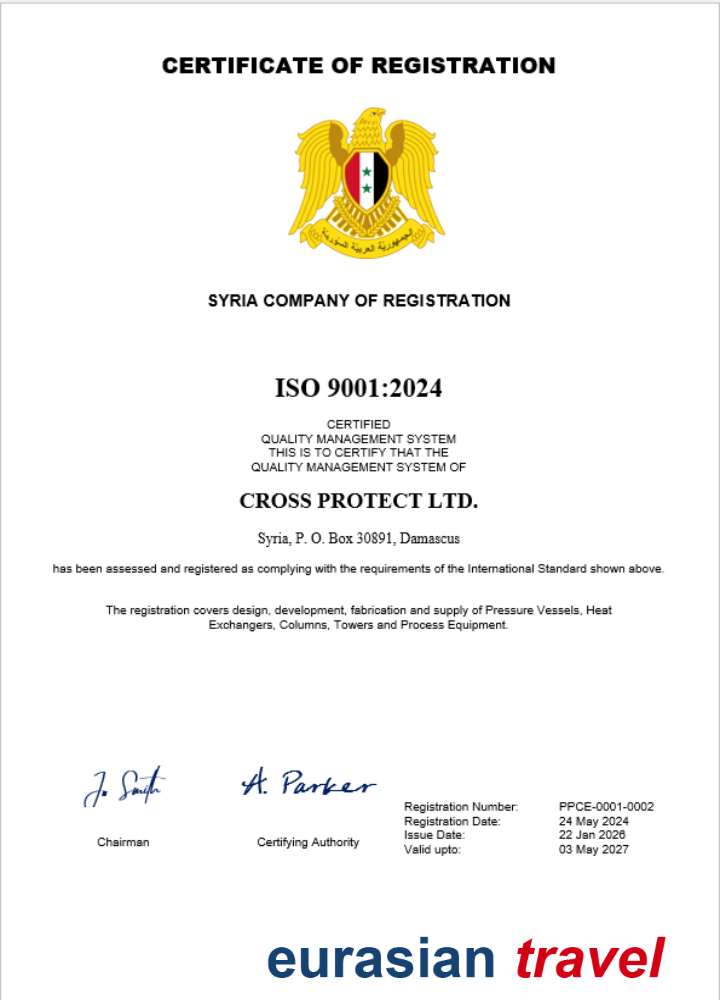 CERTIFICATE OF REGISTRATION
الجمهورية العربية السورية
SYRIA COMPANY OF REGISTRATION
ISO 9001:2024
CERTIFIED
QUALITY MANAGEMENT SYSTEM
THIS IS TO CERTIFY THAT THE
QUALITY MANAGEMENT SYSTEM OF
CROSS PROTECT LTD.
Syria, P. O. Box 30891, Damascus
has been assessed and registered as complying with the requirements of the International Standard shown above.
The registration covers design, development, fabrication and supply of Pressure Vessels, Heat
Exchangers, Columns, Towers and Process Equipment.
Jo Smith
A. Parker
Chairman
Certifying Authority
Registration Number: PPCE-0001-0002
Registration Date: 24 May 2024
Issue Date: 22 Jan 2026
Valid upto: 03 May 2027
eurasian travel